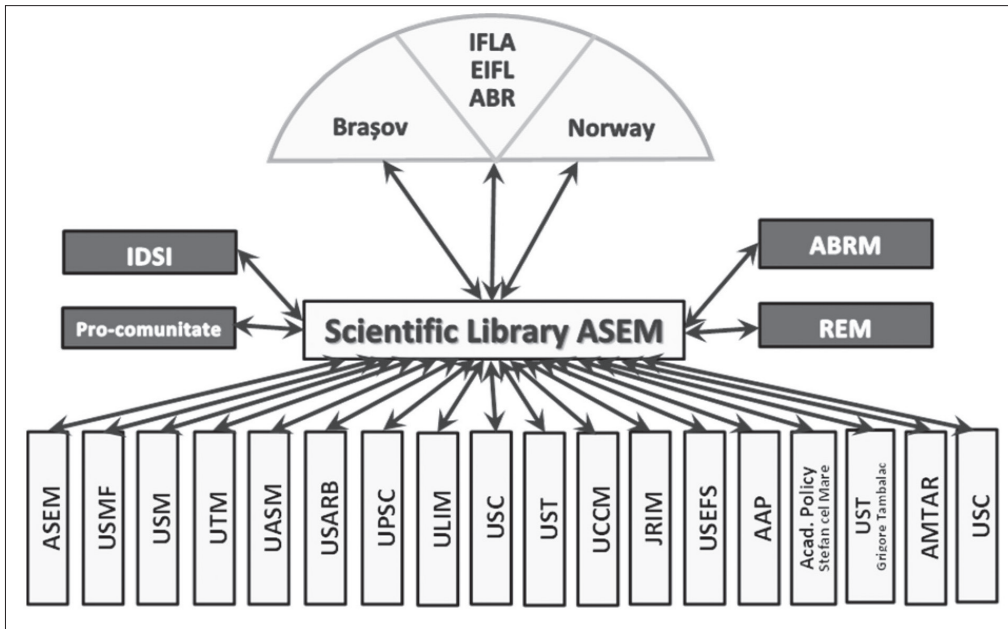 IFLA
EIFL
ABR
Brașov
Norway
IDSI
ABRM
Pro-comunitate
REM
Scientific Library ASEM
ASEM
USMF
USM
UTM
UASM
USARB
UPSC
ULIM
USC
UST
UCCM
JRIM
USEFS
AAP
Acad. Policy
Stefan cel Mare
UST
Grigore Tambalac
AMTAR
USC